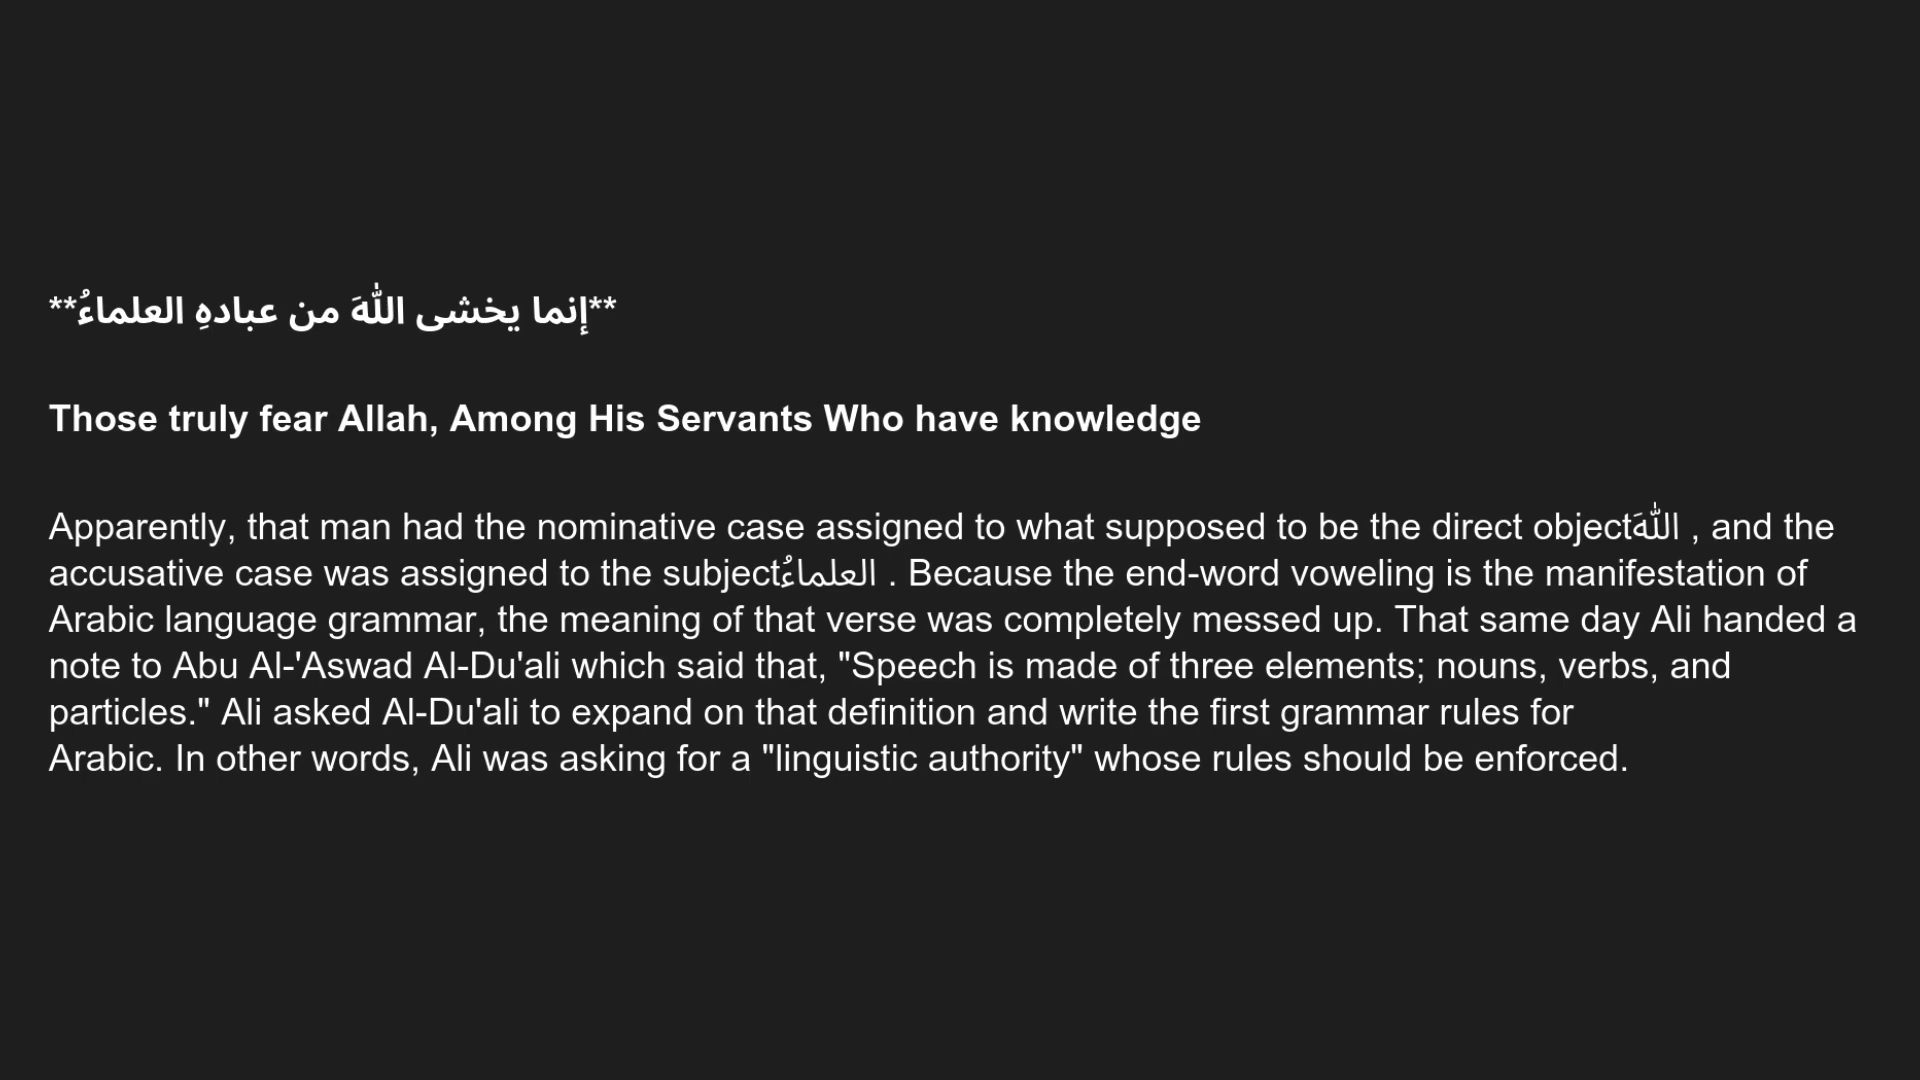 **إنما يخشى اللّٰهَ من عبادهِ العلماءُ**
Those truly fear Allah, Among His Servants Who have knowledge
Apparently, that man had the nominative case assigned to what supposed to be the direct objectاللّٰهَ , and the
accusative case was assigned to the subjectالعلماءُ . Because the end-word voweling is the manifestation of
Arabic language grammar, the meaning of that verse was completely messed up. That same day Ali handed a
note to Abu Al-'Aswad Al-Du'ali which said that, "Speech is made of three elements; nouns, verbs, and
particles." Ali asked Al-Du'ali to expand on that definition and write the first grammar rules for
Arabic. In other words, Ali was asking for a "linguistic authority" whose rules should be enforced.